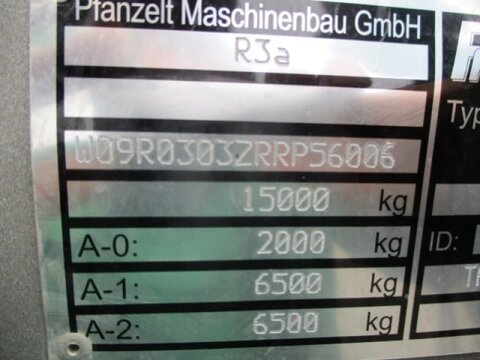 Pfanzelt Maschinenbau GmbH
R3a
Typ
W09R0303ZRRP56006
15000 kg
A-0: 2000 kg
ID:
A-1: 6500 kg
A-2: 6500 kg